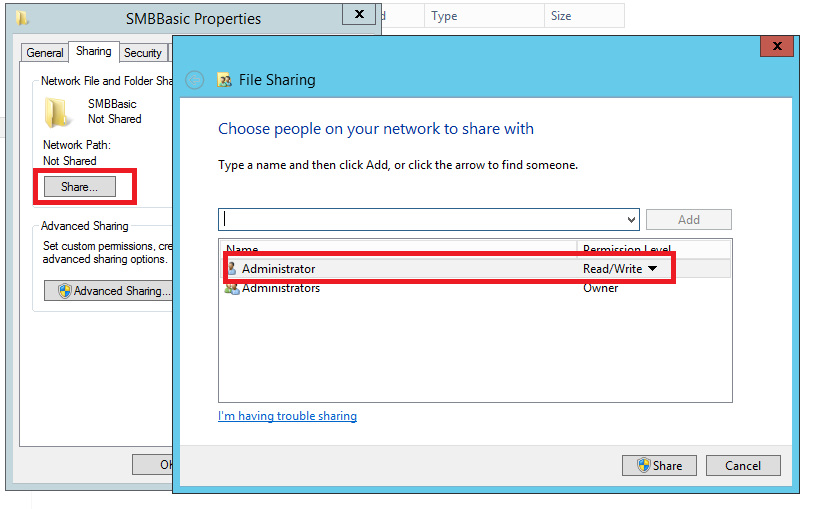 SMBBasic Properties
x
Type
Size
General
Sharing
Security
Network File and Folder Sha
SMBBasic
Not Shared
Network Path:
Not Shared
Share...
Advanced Sharing
Set custom permissions, cre
advanced sharing options.
Advanced Sharing...
OK
x
File Sharing
Choose people on your network to share with
Type a name and then click Add, or click the arrow to find someone.
Add
Name Permission Level
Administrator Read/Write
Administrators Owner
I'm having trouble sharing
Share
Cancel